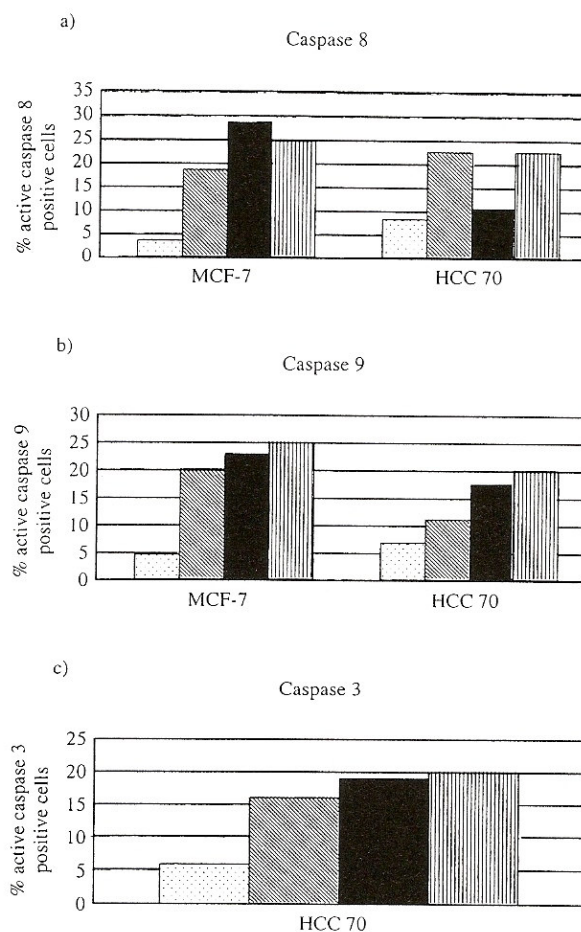 a)
Caspase 8
% active caspase 8
positive cells
35
30
25
20
15
10
5
0
MCF-7
HCC 70
b)
Caspase 9
% active caspase 9
positive cells
30
25
20
15
10
5
0
MCF-7
HCC 70
c)
Caspase 3
% active caspase 3
positive cells
25
20
15
10
5
0
HCC 70